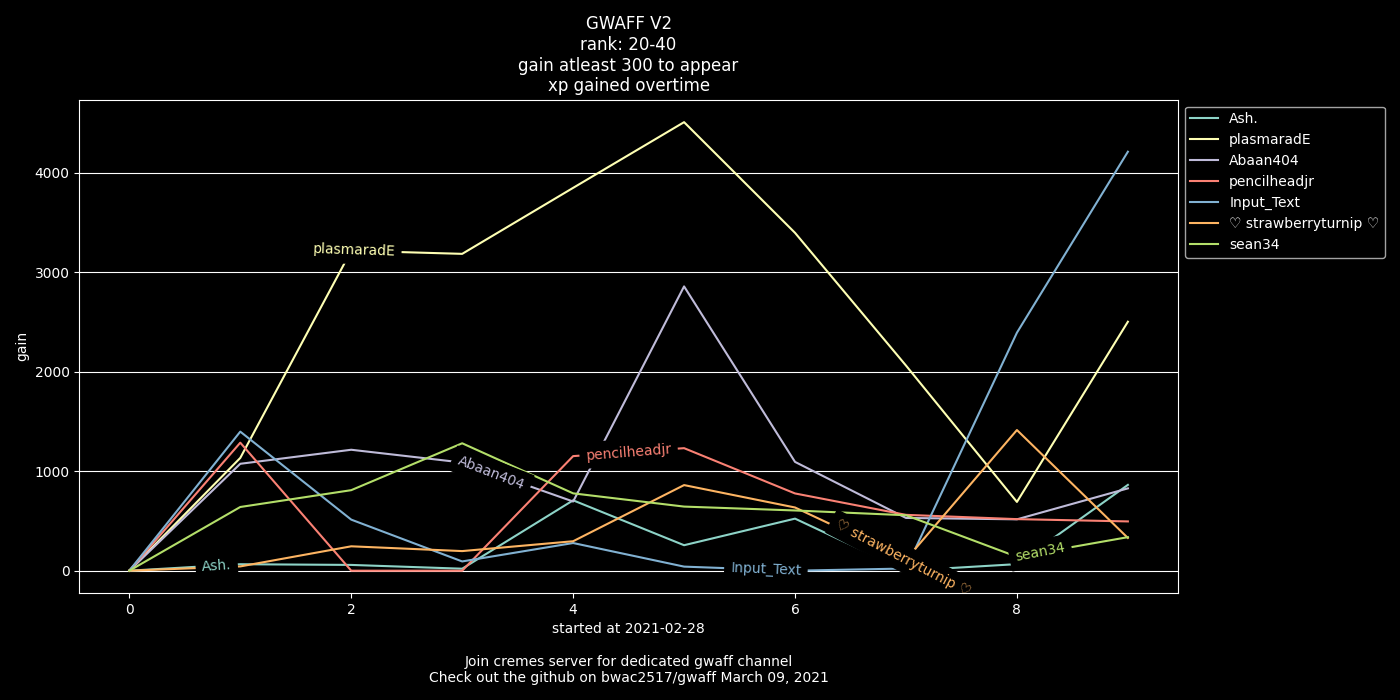 GWAFF V2
rank: 20-40
gain atleast 300 to appear
xp gained overtime
gain
4000
3000
2000
1000
0
plasmaradE
Abaan404
pencilheadjr
Ash.
Input_Text
♡ strawberryturnip ♡
sean34
0 2 4 6 8
started at 2021-02-28
Ash.
plasmaradE
Abaan404
pencilheadjr
Input_Text
♡ strawberryturnip ♡
sean34
Join cremes server for dedicated gwaff channel
Check out the github on bwac2517/gwaff March 09, 2021